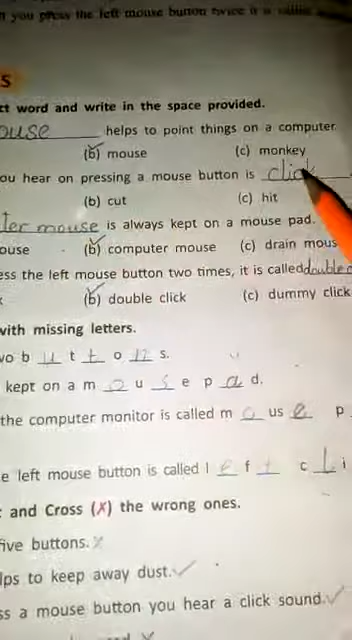 you press the left mouse button twice it is called
s
ct word and write in the space provided.
ouse helps to point things on a computer.
(b) mouse (c) monkey
ou hear on pressing a mouse button is click
(b) cut (c) hit
ter mouse is always kept on a mouse pad.
ouse (b) computer mouse (c) drain mous
ess the left mouse button two times, it is called double c
(b) double click (c) dummy click
with missing letters.
wo b u t t o n s.
kept on a m o u s e p a d.
the computer monitor is called m o us e p
e left mouse button is called l e f t c l i
and Cross (✗) the wrong ones.
five buttons. ✗
lps to keep away dust. ✓
ss a mouse button you hear a click sound. ✓